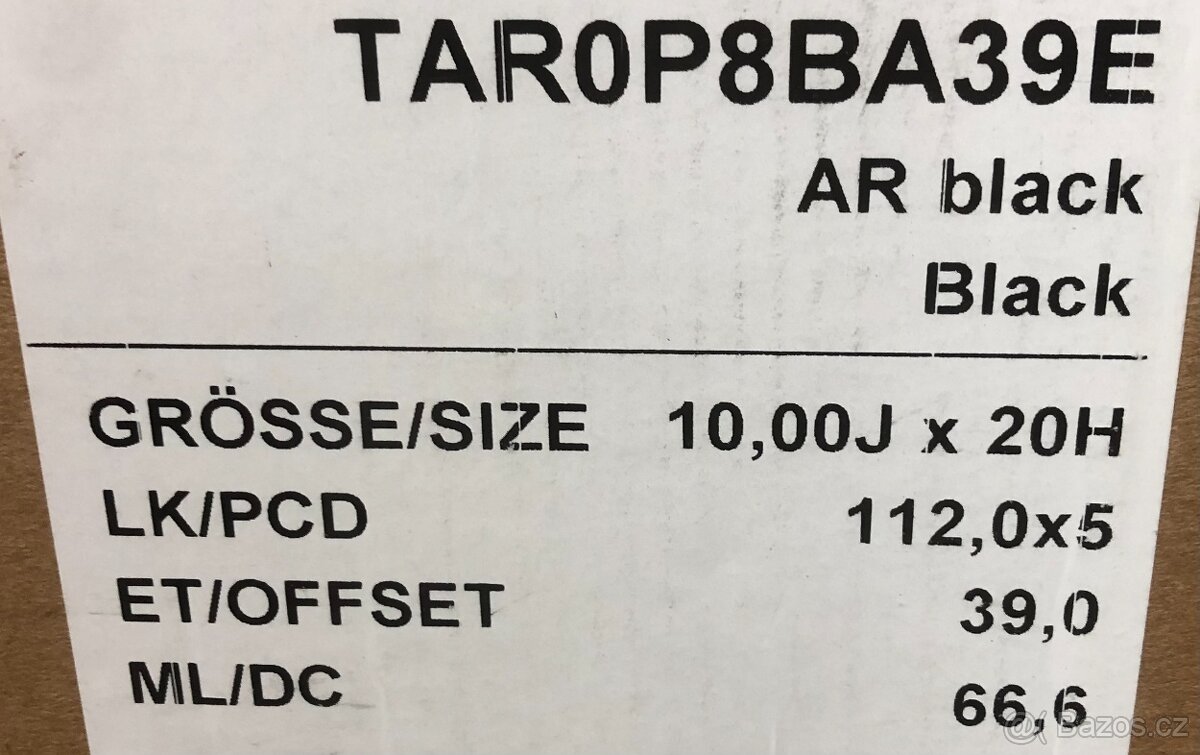 TAR0P8BA39E
AR black
Black
GRÖSSE/SIZE 10,00J x 20H
LK/PCD 112,0x5
ET/OFFSET 39,0
ML/DC 66,6
Bazos.cz